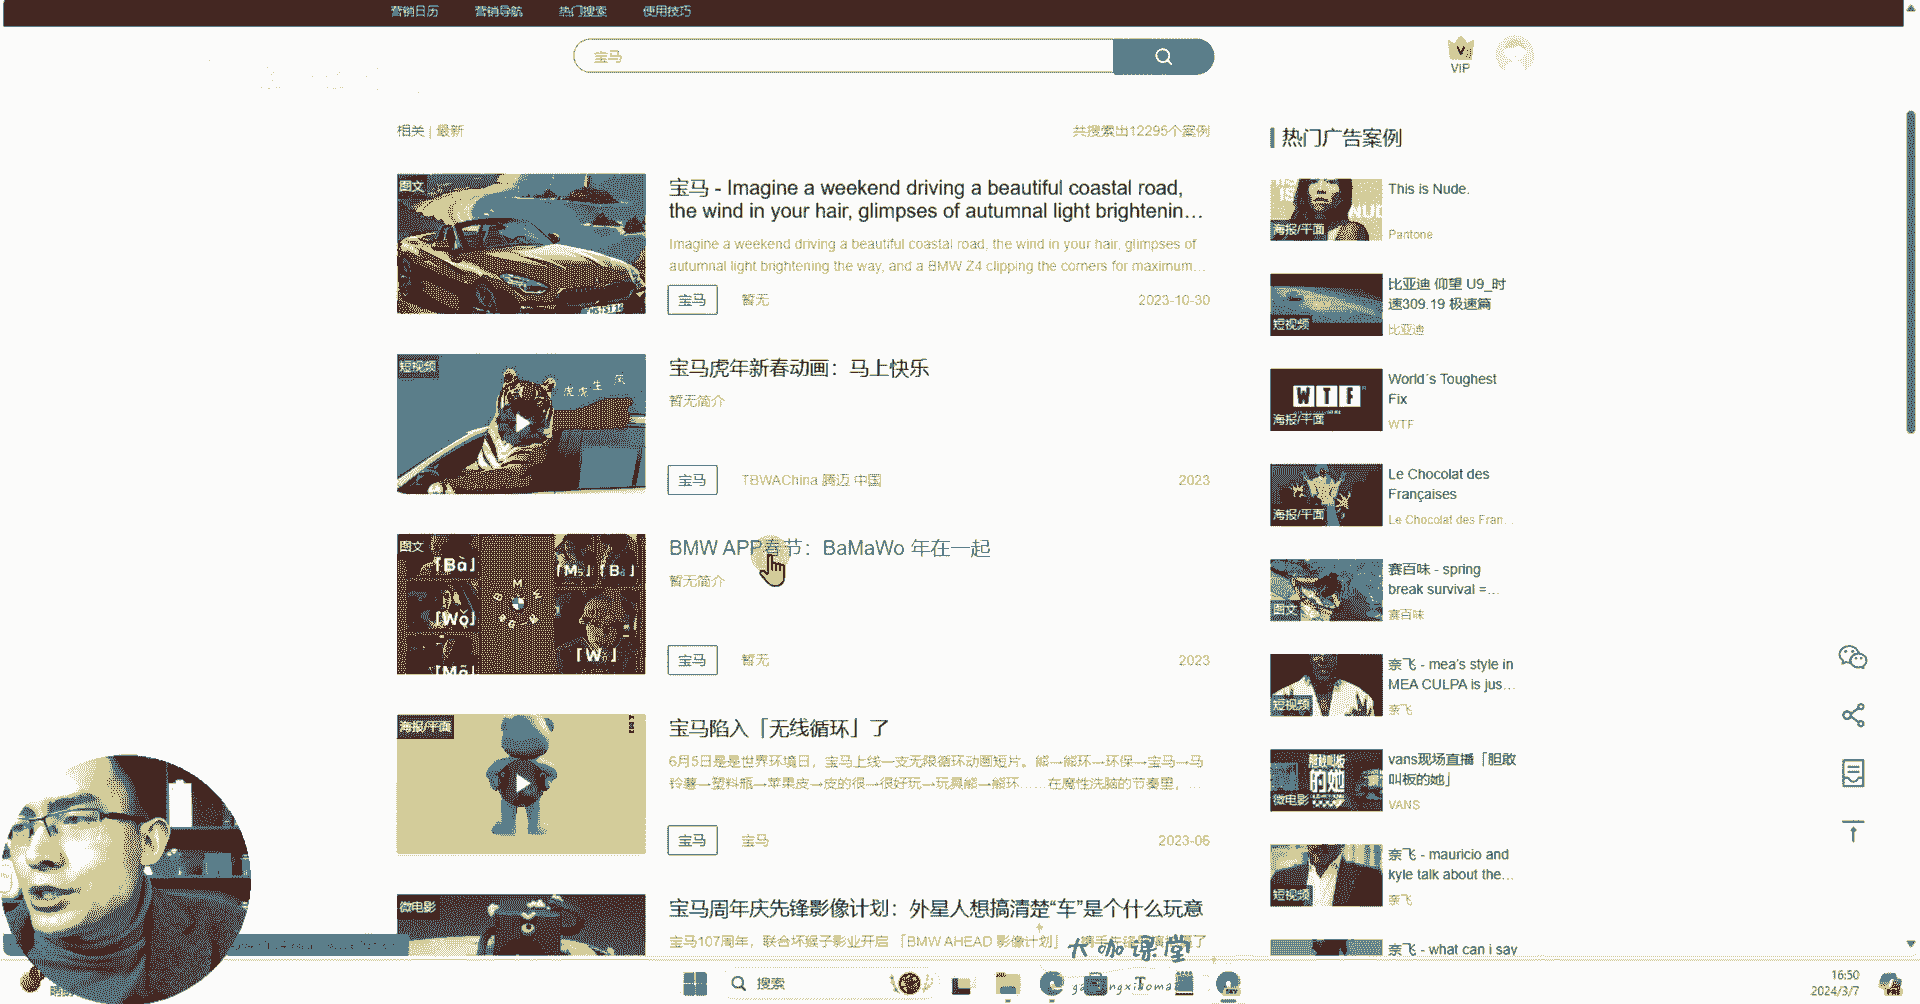 营销日历 营销导航 热门搜索 使用技巧
宝马
VIP
相关 | 最新
共搜索出12295个案例
图文
宝马 - Imagine a weekend driving a beautiful coastal road,
the wind in your hair, glimpses of autumnal light brightenin…
Imagine a weekend driving a beautiful coastal road, the wind in your hair, glimpses of
autumnal light brightening the way, and a BMW Z4 clipping the corners for maximum…
宝马 暂无 2023-10-30
短视频
虎虎生风
宝马虎年新春动画：马上快乐
暂无简介
宝马 TBWAChina 腾迈 中国 2023
图文
「Bà」
「Wǒ」
BMW APP春节：BaMaWo 年在一起
暂无简介
宝马 暂无 2023
海报/平面
宝马陷入「无线循环」了
6月5日是是世界环境日，宝马上线一支无限循环动画短片。熊→熊环→环保→宝马→马
铃薯→塑料瓶→苹果皮→皮的很→很好玩→玩具熊→熊环……在魔性洗脑的节奏里，…
宝马 宝马 2023-06
微电影
宝马周年庆先锋影像计划：外星人想搞清楚“车”是个什么玩意
宝马107周年，联合坏猴子影业开启 「BMW AHEAD 影像计划」
热门广告案例
海报/平面
This is Nude.
Pantone
短视频
比亚迪 仰望 U9_时
速309.19 极速篇
比亚迪
WTF
海报/平面
World´s Toughest
Fix
WTF
海报/平面
Le Chocolat des
Françaises
Le Chocolat des Fran…
图文
赛百味 - spring
break survival =…
赛百味
短视频
奈飞 - mea's style in
MEA CULPA is jus…
奈飞
微电影
vans现场直播「胆敢
叫板的她」
VANS
短视频
奈飞 - mauricio and
kyle talk about the…
奈飞
奈飞 - what can i say
大咖课堂
搜索
16:50
2024/3/7